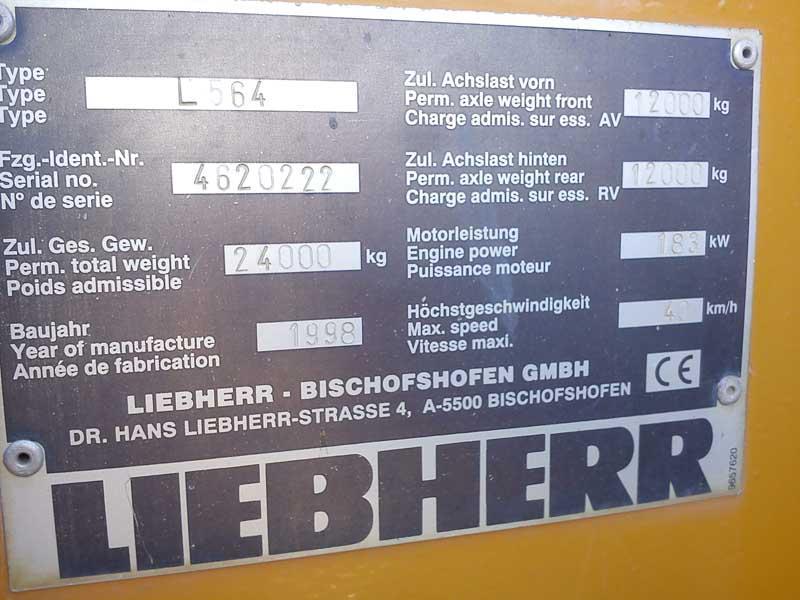 Type
Type
Type
L 564
Fzg.-Ident.-Nr.
Serial no.
N° de serie
4620222
Zul. Ges. Gew.
Perm. total weight
Poids admissible
24000 kg
Baujahr
Year of manufacture
Année de fabrication
1998
Zul. Achslast vorn
Perm. axle weight front
Charge admis. sur ess. AV
12000 kg
Zul. Achslast hinten
Perm. axle weight rear
Charge admis. sur ess. RV
12000 kg
Motorleistung
Engine power
Puissance moteur
183 kW
Höchstgeschwindigkeit
Max. speed
Vitesse maxi.
40 km/h
LIEBHERR - BISCHOFSHOFEN GMBH
DR. HANS LIEBHERR-STRASSE 4, A-5500 BISCHOFSHOFEN
CE
LIEBHERR
9657620